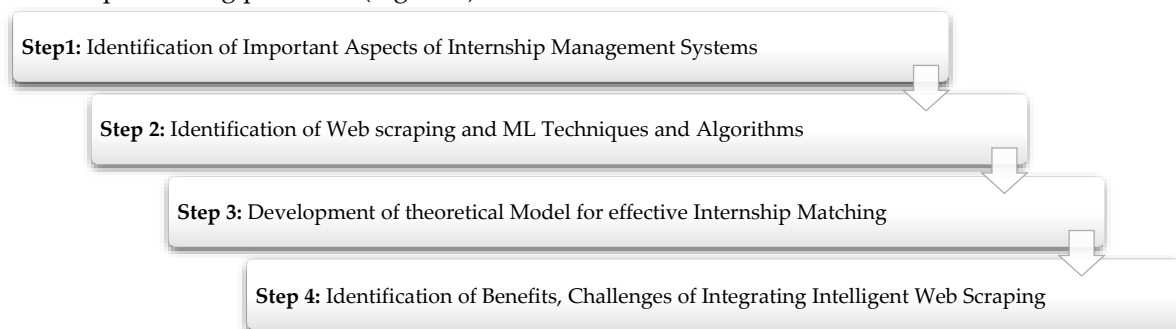 Step1: Identification of Important Aspects of Internship Management Systems
Step 2: Identification of Web scraping and ML Techniques and Algorithms
Step 3: Development of theoretical Model for effective Internship Matching
Step 4: Identification of Benefits, Challenges of Integrating Intelligent Web Scraping